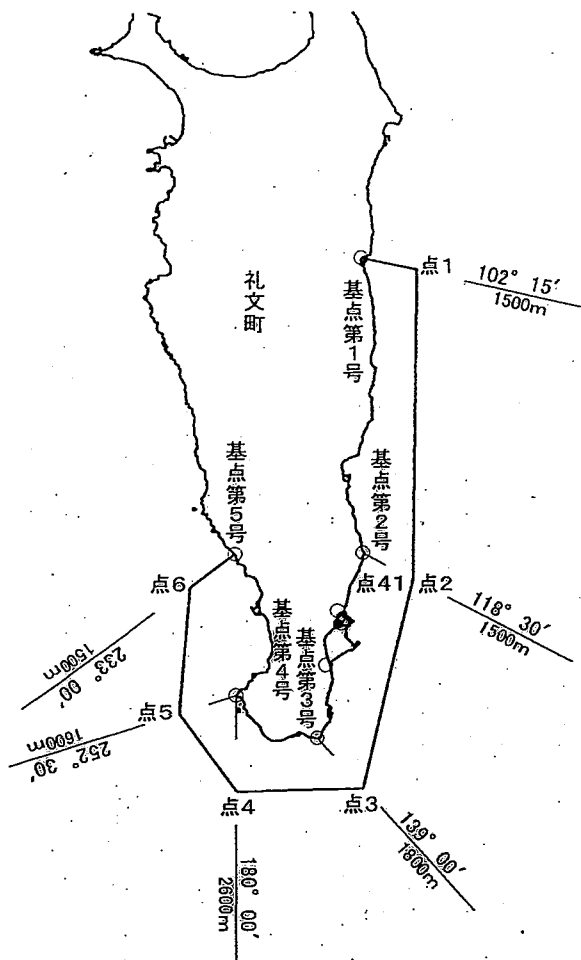 点1
102° 15′
1500m
礼文町
基点第1号
基点第5号
基点第2号
点6
点41
点2
118° 30′
1500m
基点第4号
基点第3号
233° 00′
1500m
点5
252° 30′
1600m
点4
点3
139° 00′
1800m
180° 00′
2600m